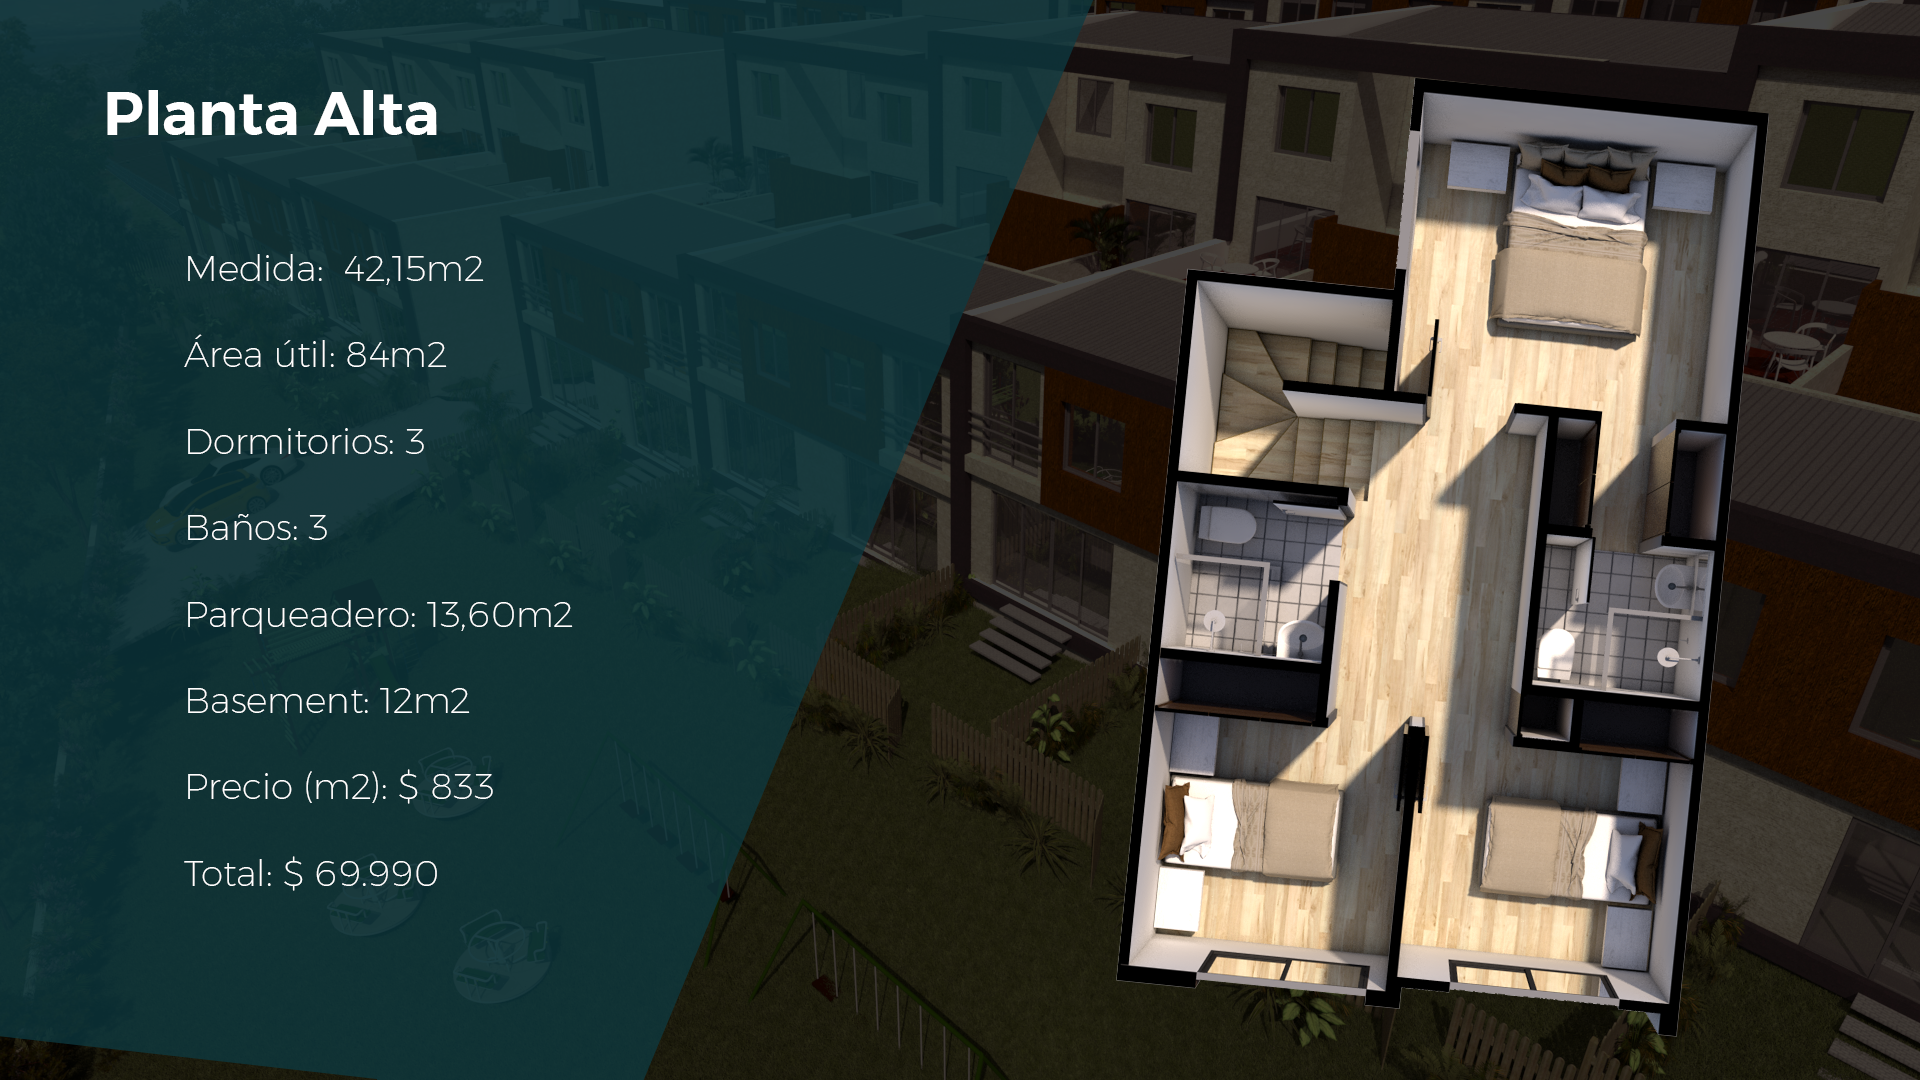 Planta Alta
Medida: 42,15m2
Área útil: 84m2
Dormitorios: 3
Baños: 3
Parqueadero: 13,60m2
Basement: 12m2
Precio (m2): $ 833
Total: $ 69.990